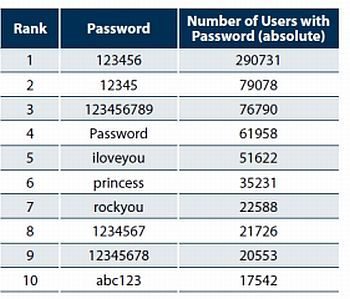 Rank Password Number of Users with
Password (absolute)
1 123456 290731
2 12345 79078
3 123456789 76790
4 Password 61958
5 iloveyou 51622
6 princess 35231
7 rockyou 22588
8 1234567 21726
9 12345678 20553
10 abc123 17542